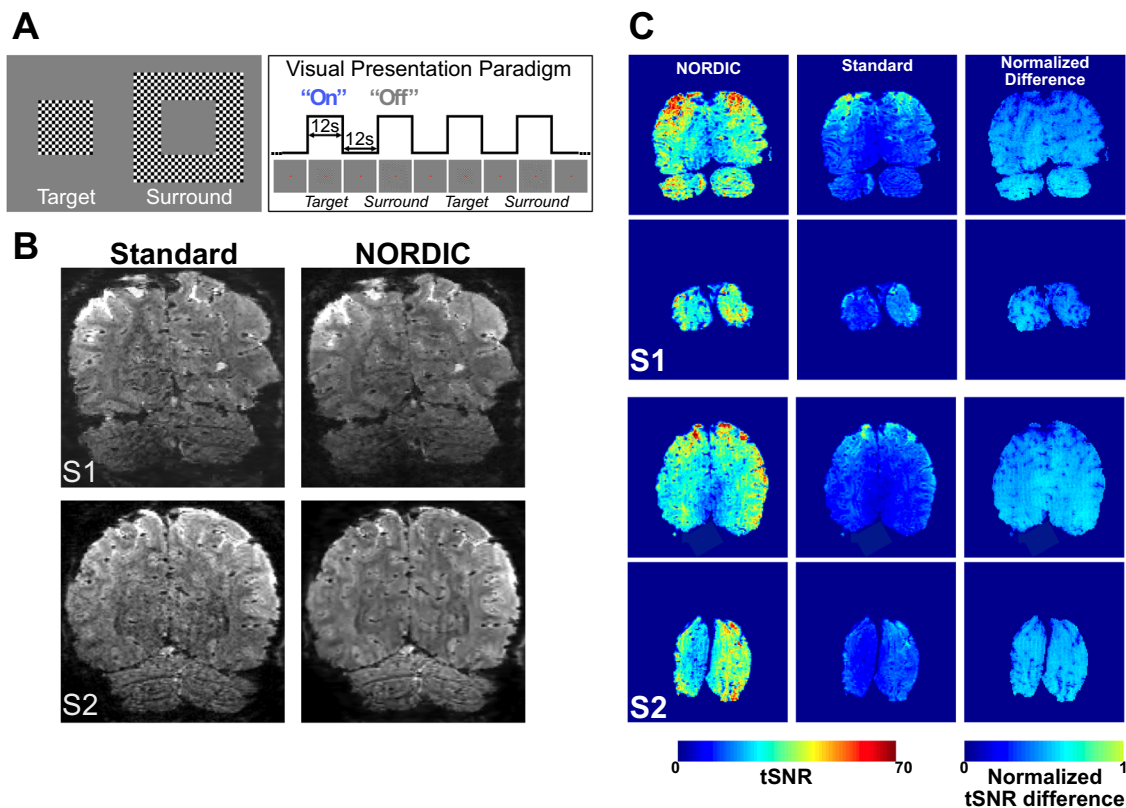 A
Target
Surround
Visual Presentation Paradigm
“On” “Off”
12s
12s
Target Surround Target Surround
B
Standard
NORDIC
S1
S2
C
NORDIC
Standard
Normalized
Difference
S1
S2
0
70
tSNR
0
1
Normalized
tSNR difference